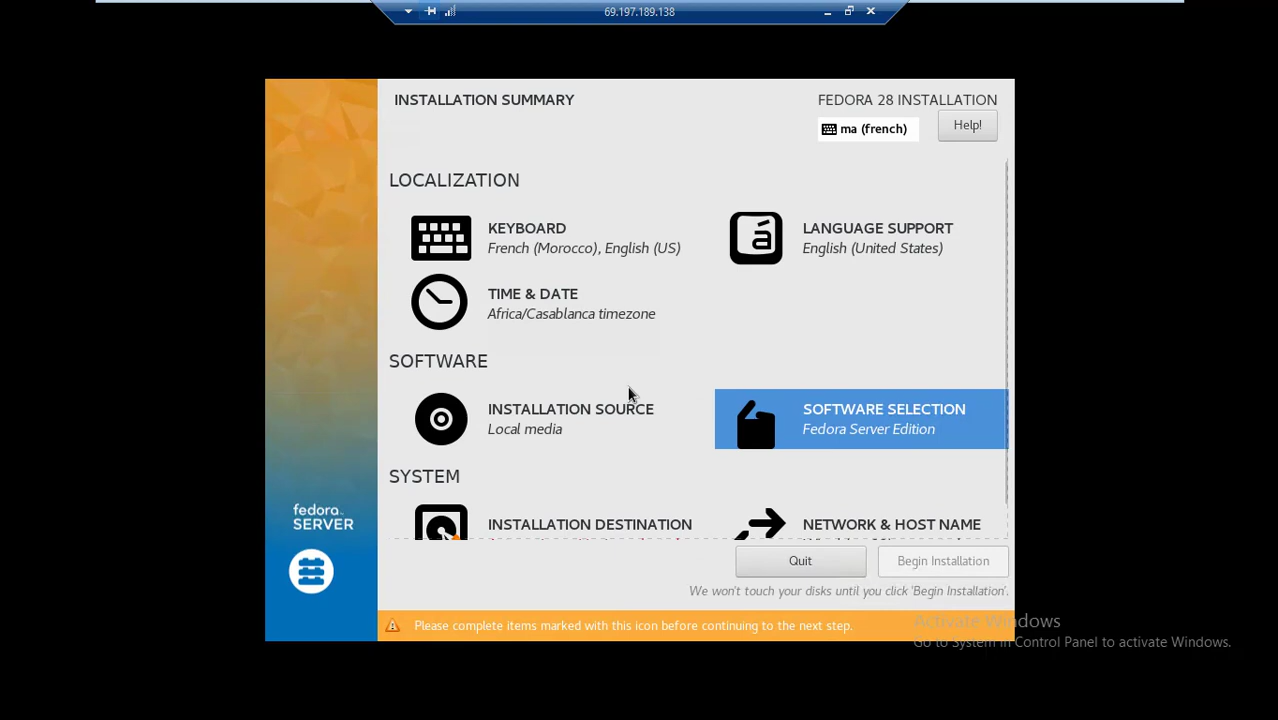 69.197.189.138
INSTALLATION SUMMARY
FEDORA 28 INSTALLATION
ma (french)
Help!
LOCALIZATION
KEYBOARD
French (Morocco), English (US)
LANGUAGE SUPPORT
English (United States)
TIME & DATE
Africa/Casablanca timezone
SOFTWARE
INSTALLATION SOURCE
Local media
SOFTWARE SELECTION
Fedora Server Edition
SYSTEM
INSTALLATION DESTINATION
NETWORK & HOST NAME
fedora
SERVER
Quit
Begin Installation
We won't touch your disks until you click 'Begin Installation'.
Please complete items marked with this icon before continuing to the next step.
Activate Windows
Go to System in Control Panel to activate Windows.